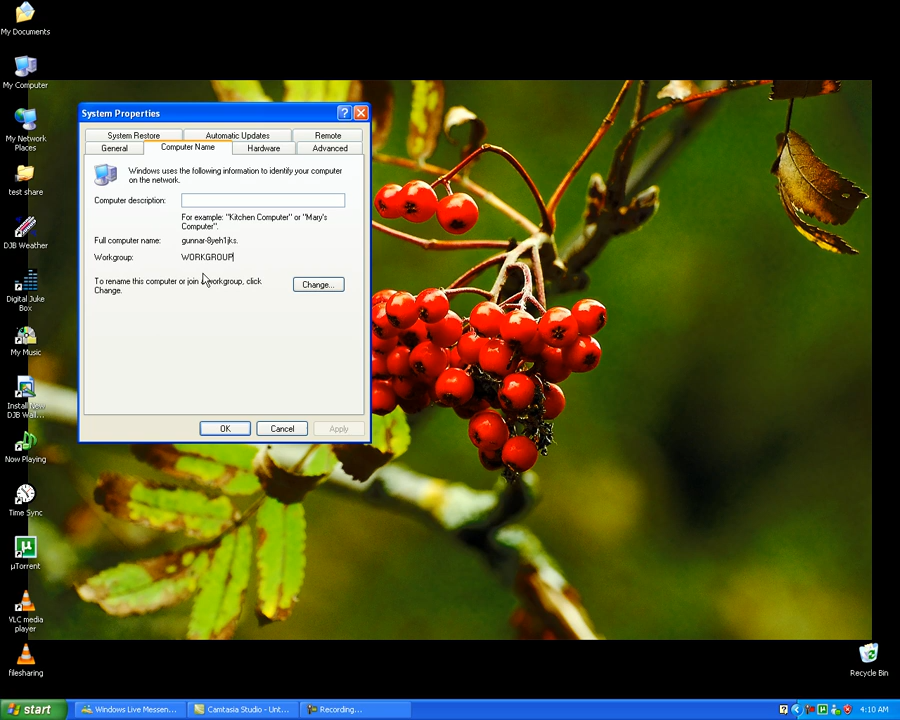 My Documents
My Computer
My Network
Places
test share
DJB Weather
Digital Juke
Box
My Music
Install New
DJB Wall...
Now Playing
Time Sync
µTorrent
VLC media
player
filesharing
System Properties
System Restore
Automatic Updates
Remote
General
Computer Name
Hardware
Advanced
Windows uses the following information to identify your computer
on the network.
Computer description:
For example: "Kitchen Computer" or "Mary's
Computer".
Full computer name:
gunnar-8yeh1jks.
Workgroup:
WORKGROUP
To rename this computer or join a workgroup, click
Change.
Change...
OK
Cancel
Apply
Recycle Bin
start
Windows Live Messen...
Camtasia Studio - Unt...
Recording...
4:10 AM